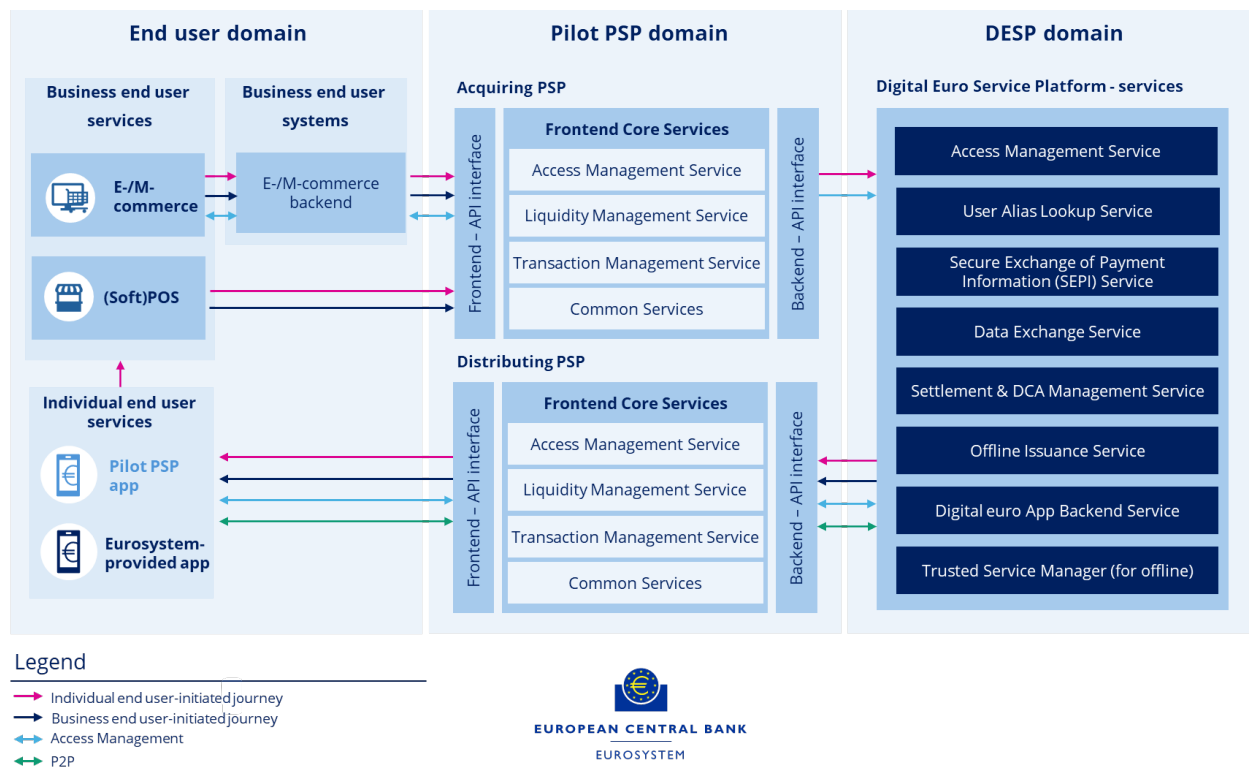 End user domain
Pilot PSP domain
DESP domain
Business end user
services
Business end user
systems
E-/M-
commerce
E-/M-commerce
backend
(Soft)POS
Individual end user
services
Pilot PSP
app
Eurosystem-
provided app
Acquiring PSP
Frontend – API interface
Frontend Core Services
Access Management Service
Liquidity Management Service
Transaction Management Service
Common Services
Backend – API interface
Distributing PSP
Frontend – API interface
Frontend Core Services
Access Management Service
Liquidity Management Service
Transaction Management Service
Common Services
Backend – API interface
Digital Euro Service Platform - services
Access Management Service
User Alias Lookup Service
Secure Exchange of Payment
Information (SEPI) Service
Data Exchange Service
Settlement & DCA Management Service
Offline Issuance Service
Digital euro App Backend Service
Trusted Service Manager (for offline)
Legend
Individual end user-initiated journey
Business end user-initiated journey
Access Management
P2P
EUROPEAN CENTRAL BANK
EUROSYSTEM